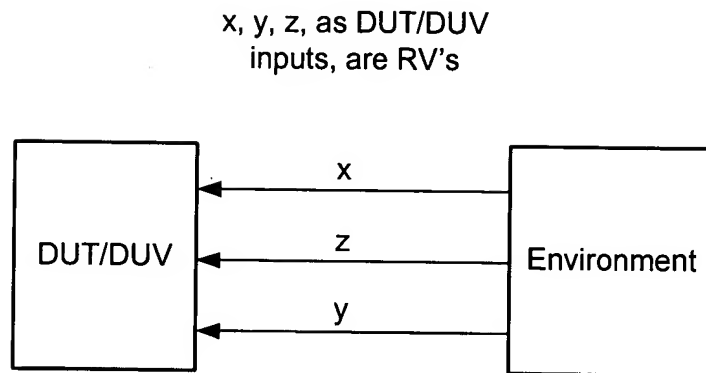 x, y, z, as DUT/DUV
inputs, are RV's
x
DUT/DUV
z
Environment
y